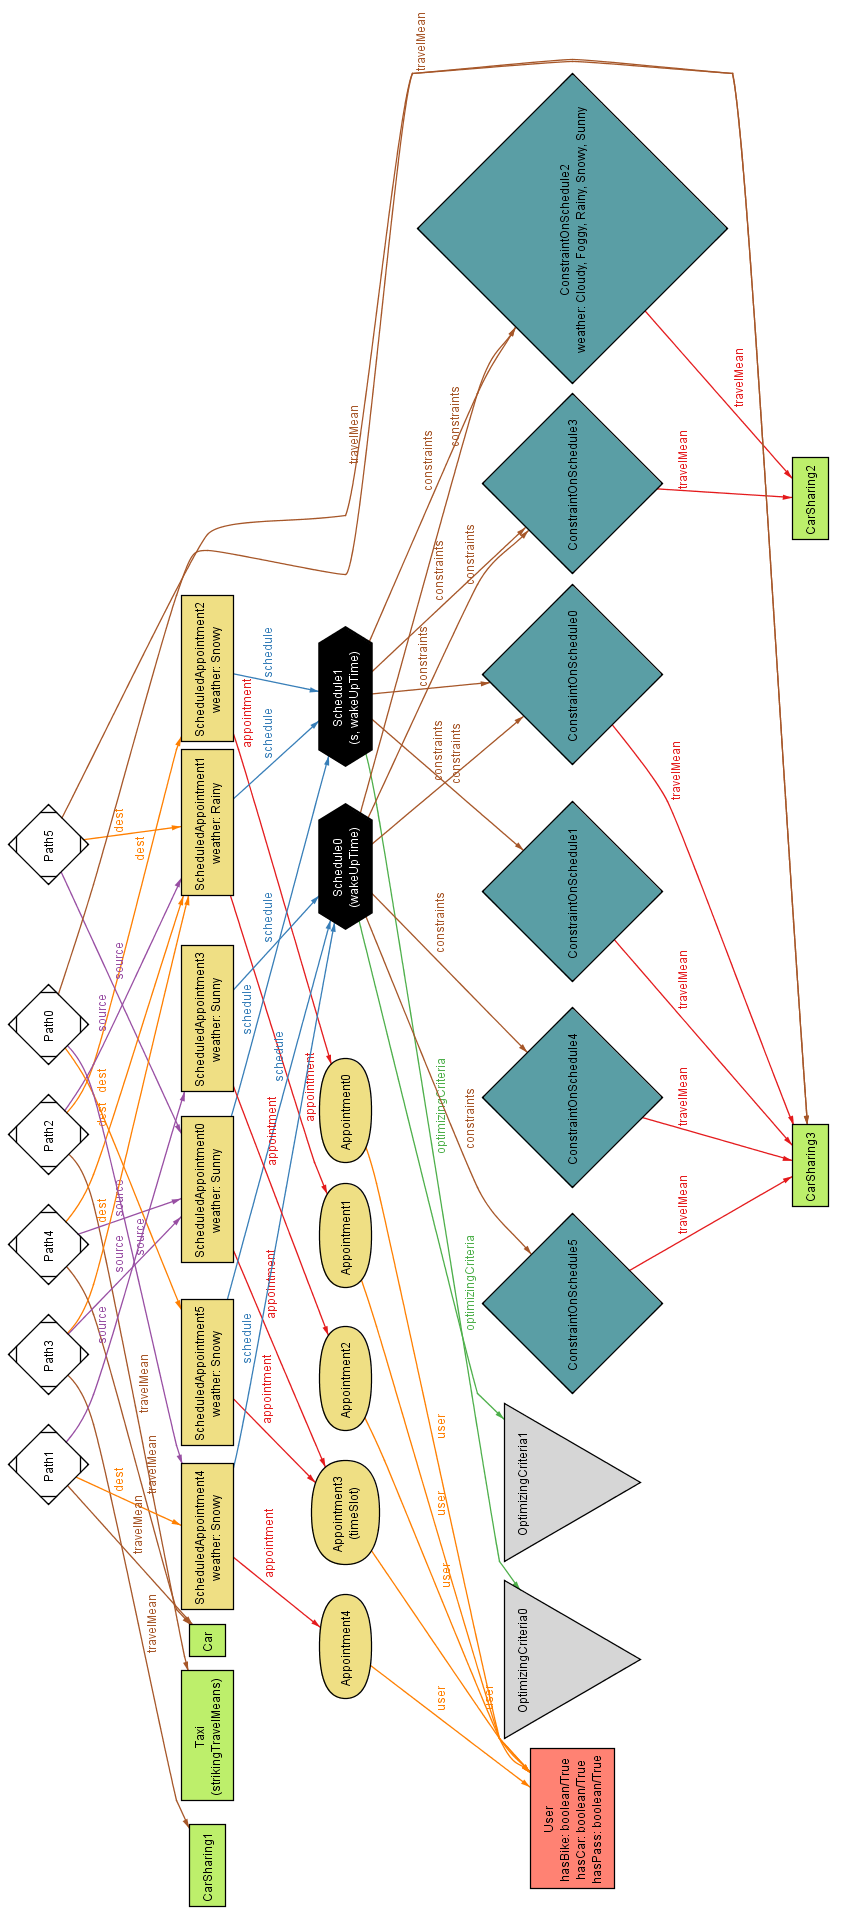 Path5
Path0
Path2
Path4
Path3
Path1
travelMean
travelMean
dest
dest
source
source
dest
dest
source
dest
source
source
source
travelMean
travelMean
travelMean
dest
travelMean
ScheduledAppointment2
weather: Snowy
ScheduledAppointment1
weather: Rainy
ScheduledAppointment3
weather: Sunny
ScheduledAppointment0
weather: Sunny
ScheduledAppointment5
weather: Snowy
ScheduledAppointment4
weather: Snowy
Car
Taxi
(strikingTravelMeans)
CarSharing1
schedule
appointment
schedule
schedule
schedule
schedule
appointment
appointment
appointment
schedule
appointment
appointment
Schedule1
(s, wakeUpTime)
Schedule0
(wakeUpTime)
Appointment0
Appointment1
Appointment2
Appointment3
(timeSlot)
Appointment4
constraints
constraints
constraints
constraints
constraints
constraints
constraints
constraints
constraints
optimizingCriteria
optimizingCriteria
user
user
user
user
user
ConstraintOnSchedule2
weather: Cloudy, Foggy, Rainy, Snowy, Sunny
ConstraintOnSchedule3
ConstraintOnSchedule0
ConstraintOnSchedule1
ConstraintOnSchedule4
ConstraintOnSchedule5
OptimizingCriteria1
OptimizingCriteria0
User
hasBike: boolean/True
hasCar: boolean/True
hasPass: boolean/True
travelMean
travelMean
travelMean
travelMean
travelMean
travelMean
CarSharing2
CarSharing3